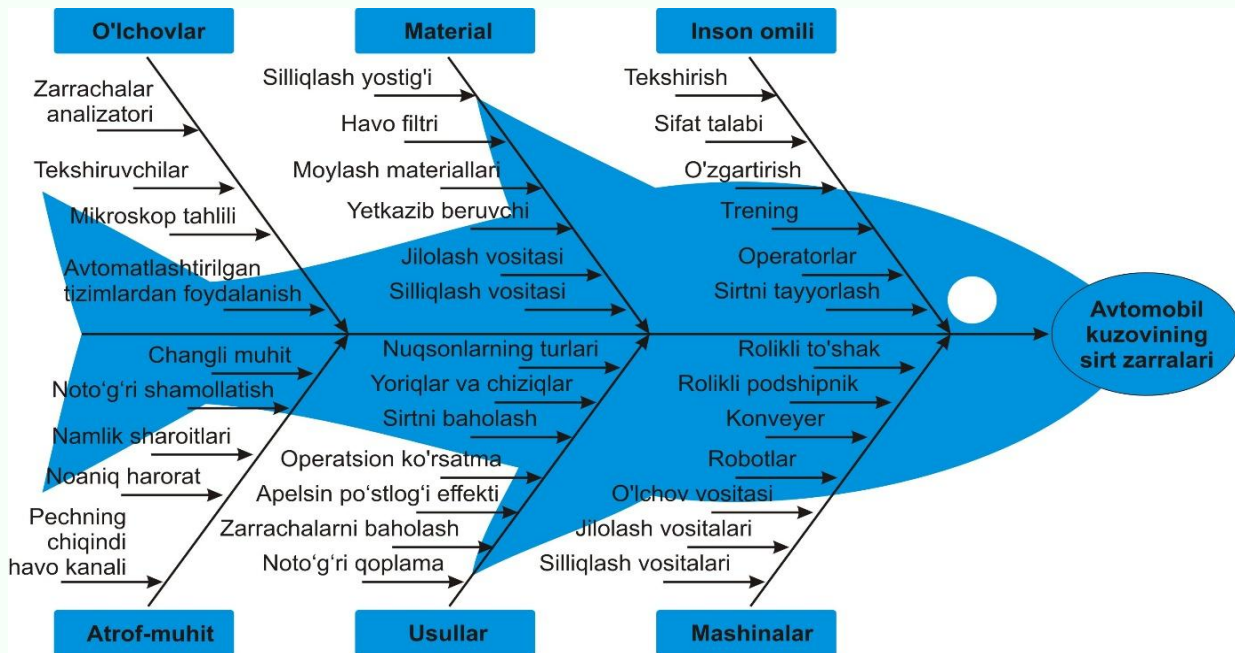 O'lchovlar
Material
Inson omili
Zarrachalar
analizatori
Tekshiruvchilar
Mikroskop tahlili
Avtomatlashtirilgan
tizimlardan foydalanish
Silliqlash yostig'i
Havo filtri
Moylash materiallari
Yetkazib beruvchi
Jilolash vositasi
Silliqlash vositasi
Tekshirish
Sifat talabi
O'zgartirish
Trening
Operatorlar
Sirtni tayyorlash
Avtomobil
kuzovining
sirt zarralari
Changli muhit
Noto‘g‘ri shamollatish
Namlik sharoitlari
Noaniq harorat
Pechning
chiqindi
havo kanali
Nuqsonlarning turlari
Yoriqlar va chiziqlar
Sirtni baholash
Operatsion ko'rsatma
Apelsin po‘stlog‘i effekti
Zarrachalarni baholash
Noto‘g‘ri qoplama
Rolikli to'shak
Rolikli podshipnik
Konveyer
Robotlar
O'lchov vositasi
Jilolash vositalari
Silliqlash vositalari
Atrof-muhit
Usullar
Mashinalar